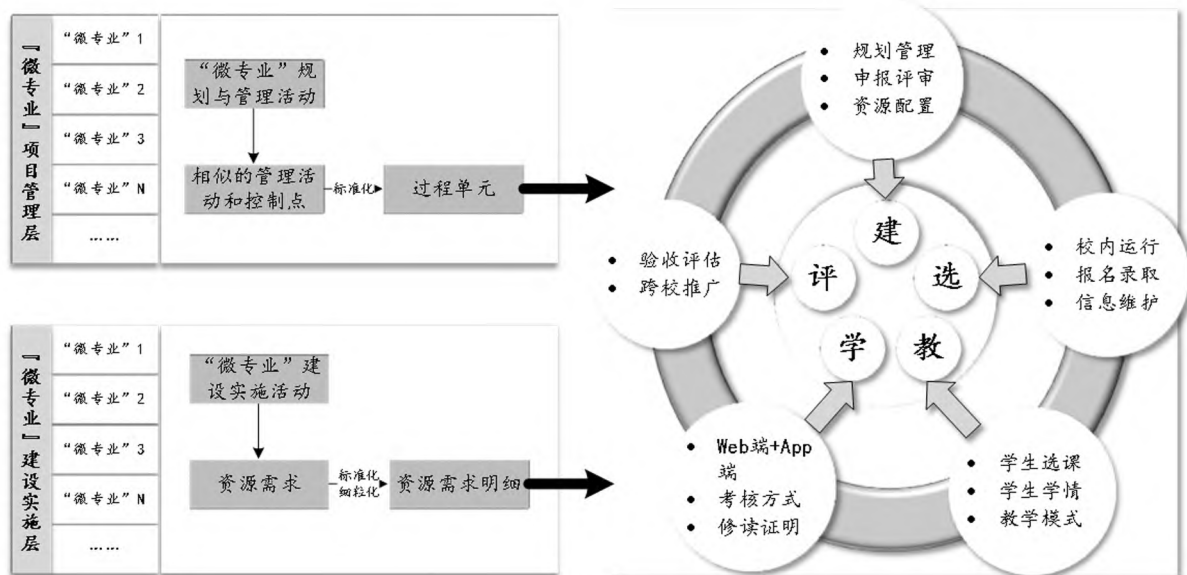 『微专业』项目管理层
“微专业”1
“微专业”2
“微专业”3
“微专业”N
……
“微专业”规
划与管理活动
相似的管理活
动和控制点
标准化
过程单元
『微专业』建设实施层
“微专业”1
“微专业”2
“微专业”3
“微专业”N
……
“微专业”建
设实施活动
资源需求
标准化
细粒化
资源需求明细
• 规划管理
• 申报评审
• 资源配置
建
• 验收评估
• 跨校推广
评
选
• 校内运行
• 报名录取
• 信息维护
学
教
• Web端+App
端
• 考核方式
• 修读证明
• 学生选课
• 学生学情
• 教学模式